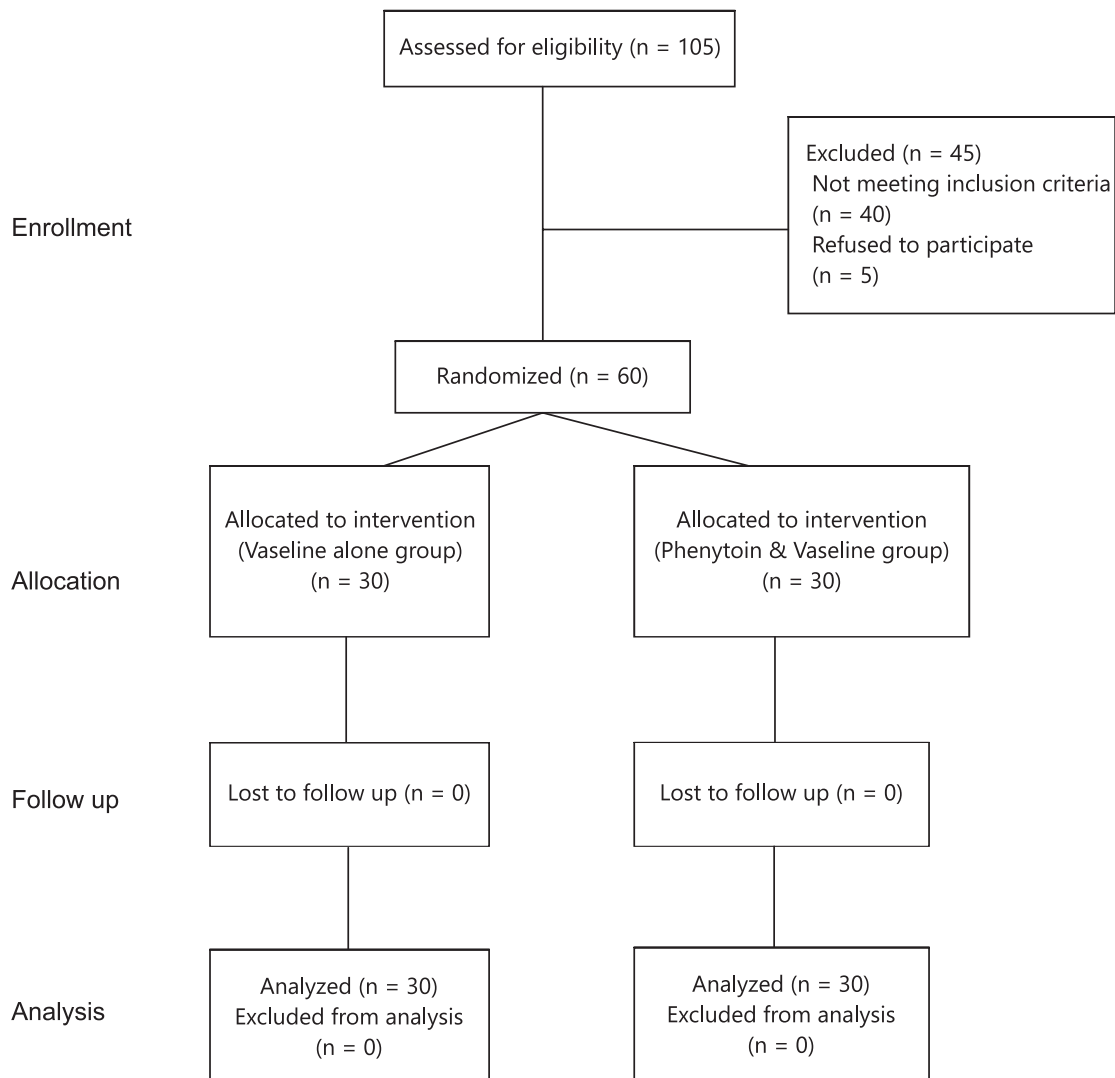 Assessed for eligibility (n = 105)
Excluded (n = 45)
Not meeting inclusion criteria
(n = 40)
Refused to participate
(n = 5)
Enrollment
Randomized (n = 60)
Allocated to intervention
(Vaseline alone group)
(n = 30)
Allocated to intervention
(Phenytoin & Vaseline group)
(n = 30)
Allocation
Lost to follow up (n = 0)
Lost to follow up (n = 0)
Follow up
Analyzed (n = 30)
Excluded from analysis
(n = 0)
Analyzed (n = 30)
Excluded from analysis
(n = 0)
Analysis